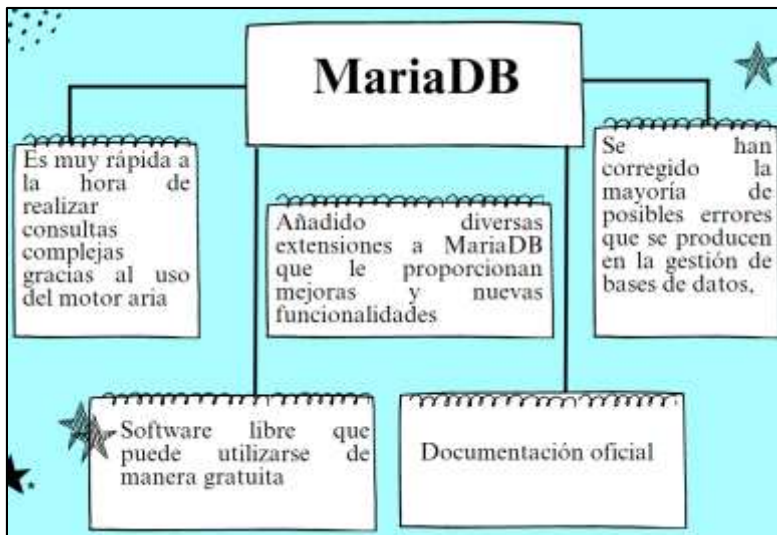 MariaDB
Es muy rápida a
la hora de
realizar
consultas
complejas
gracias al uso
del motor aria
Añadido diversas
extensiones a MariaDB
que le proporcionan
mejoras y nuevas
funcionalidades
Se han
corregido la
mayoría de
posibles errores
que se producen
en la gestión de
bases de datos,
Software libre que
puede utilizarse de
manera gratuita
Documentación oficial